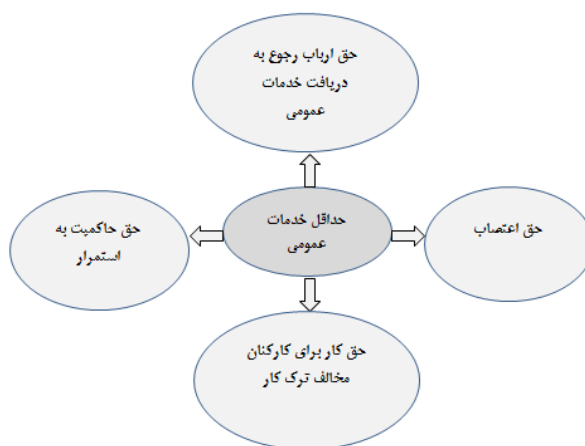 حق ارباب رجوع به
دریافت خدمات
عمومی
حداقل خدمات
عمومی
حق اعتصاب
حق حاکمیت به
استمرار
حق کار برای کارکنان
مخالف ترک کار